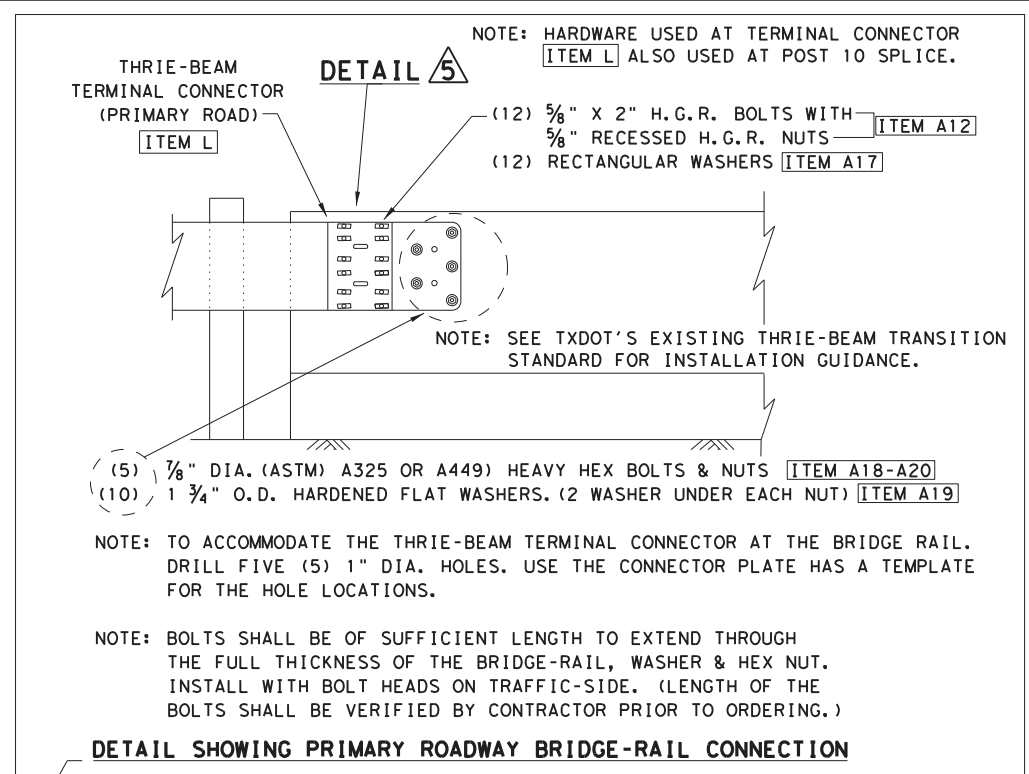 NOTE: HARDWARE USED AT TERMINAL CONNECTOR
ITEM L ALSO USED AT POST 10 SPLICE.
THRIE-BEAM
TERMINAL CONNECTOR
(PRIMARY ROAD)
ITEM L
DETAIL 5
(12) 5/8" X 2" H.G.R. BOLTS WITH
5/8" RECESSED H.G.R. NUTS
ITEM A12
(12) RECTANGULAR WASHERS ITEM A17
NOTE: SEE TXDOT'S EXISTING THRIE-BEAM TRANSITION
STANDARD FOR INSTALLATION GUIDANCE.
(5) 7/8" DIA. (ASTM) A325 OR A449) HEAVY HEX BOLTS & NUTS ITEM A18-A20
(10) 1 3/4" O.D. HARDENED FLAT WASHERS. (2 WASHER UNDER EACH NUT) ITEM A19
NOTE: TO ACCOMMODATE THE THRIE-BEAM TERMINAL CONNECTOR AT THE BRIDGE RAIL.
DRILL FIVE (5) 1" DIA. HOLES. USE THE CONNECTOR PLATE HAS A TEMPLATE
FOR THE HOLE LOCATIONS.
NOTE: BOLTS SHALL BE OF SUFFICIENT LENGTH TO EXTEND THROUGH
THE FULL THICKNESS OF THE BRIDGE-RAIL, WASHER & HEX NUT.
INSTALL WITH BOLT HEADS ON TRAFFIC-SIDE. (LENGTH OF THE
BOLTS SHALL BE VERIFIED BY CONTRACTOR PRIOR TO ORDERING.)
DETAIL SHOWING PRIMARY ROADWAY BRIDGE-RAIL CONNECTION